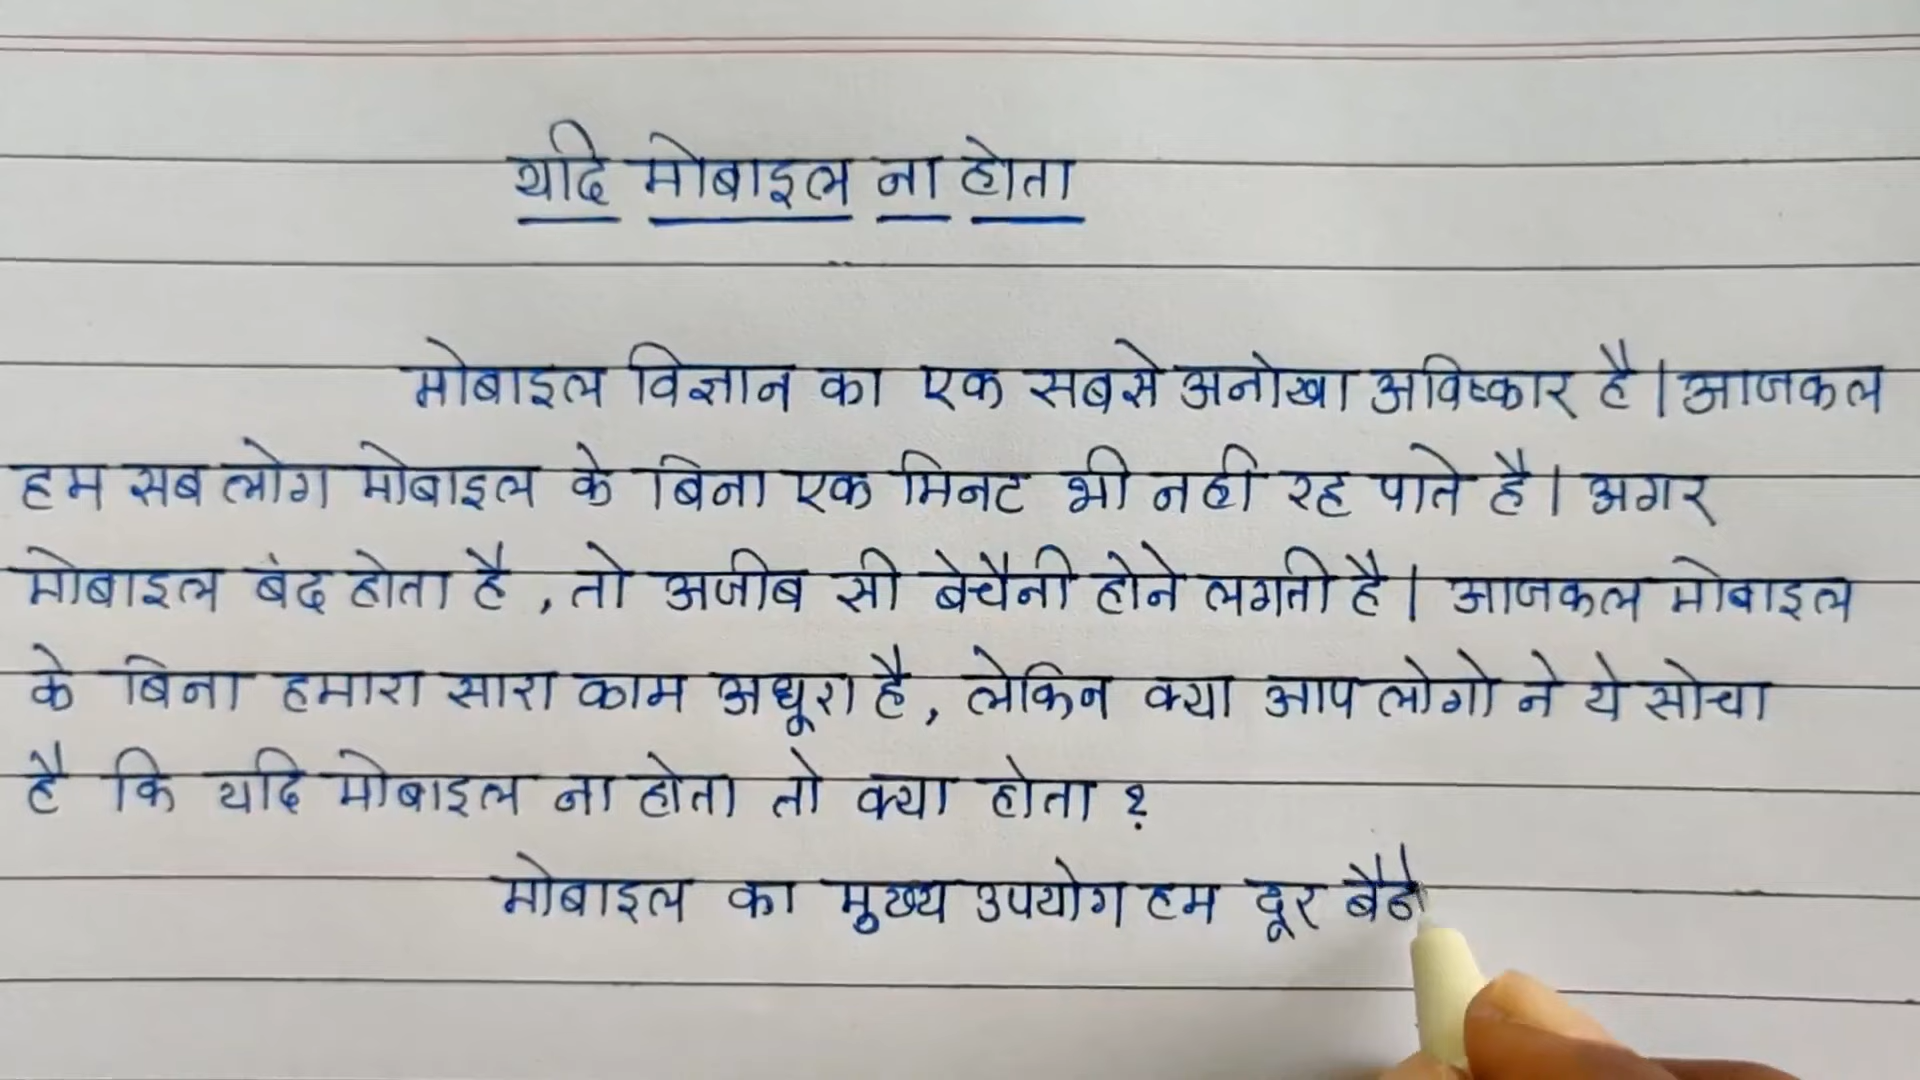 यदि मोबाइल ना होता
मोबाइल विज्ञान का एक सबसे अनोखा अविष्कार है। आजकल
हम सब लोग मोबाइल के बिना एक मिनट भी नही रह पाते है। अगर
मोबाइल बंद होता है, तो अजीब सी बेचैनी होने लगती है। आजकल मोबाइल
के बिना हमारा सारा काम अधूरा है, लेकिन क्या आप लोगो ने ये सोचा
है कि यदि मोबाइल ना होता तो क्या होता ?
मोबाइल का मुख्य उपयोग हम दूर